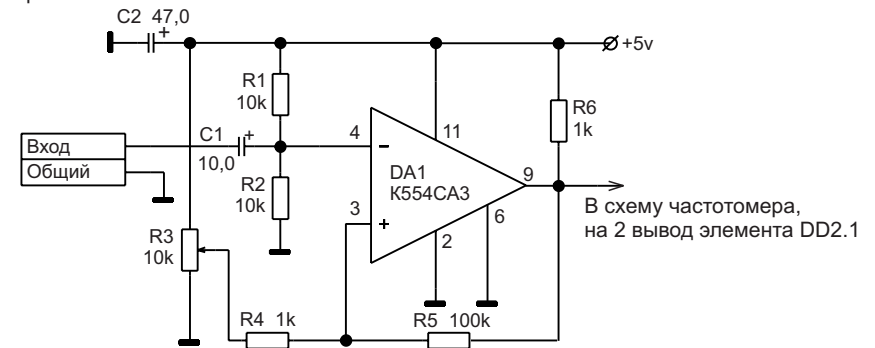 C2 47,0
+
+5v
R1
10k
R6
1k
C1
+
10,0
4
11
Вход
Общий
–
DA1
К554СА3
9
R2
10k
3
+
6
2
В схему частотомера,
на 2 вывод элемента DD2.1
R3
10k
R4 1k
R5 100k